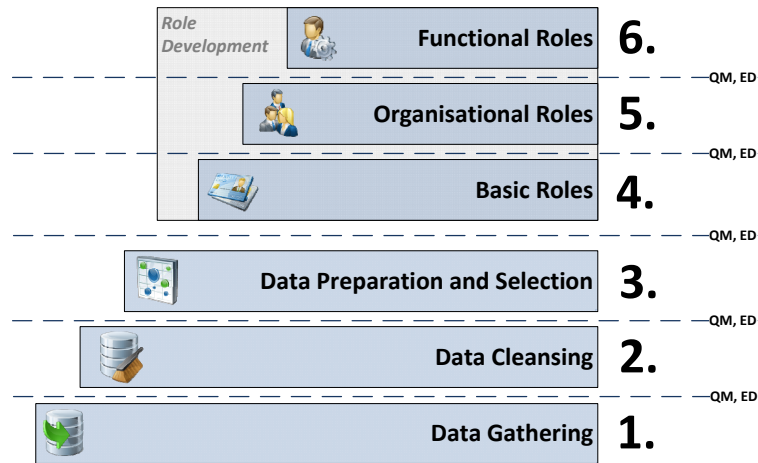 Role
Development
Functional Roles
6.
QM, ED
Organisational Roles
5.
QM, ED
Basic Roles
4.
QM, ED
Data Preparation and Selection
3.
QM, ED
Data Cleansing
2.
QM, ED
Data Gathering
1.